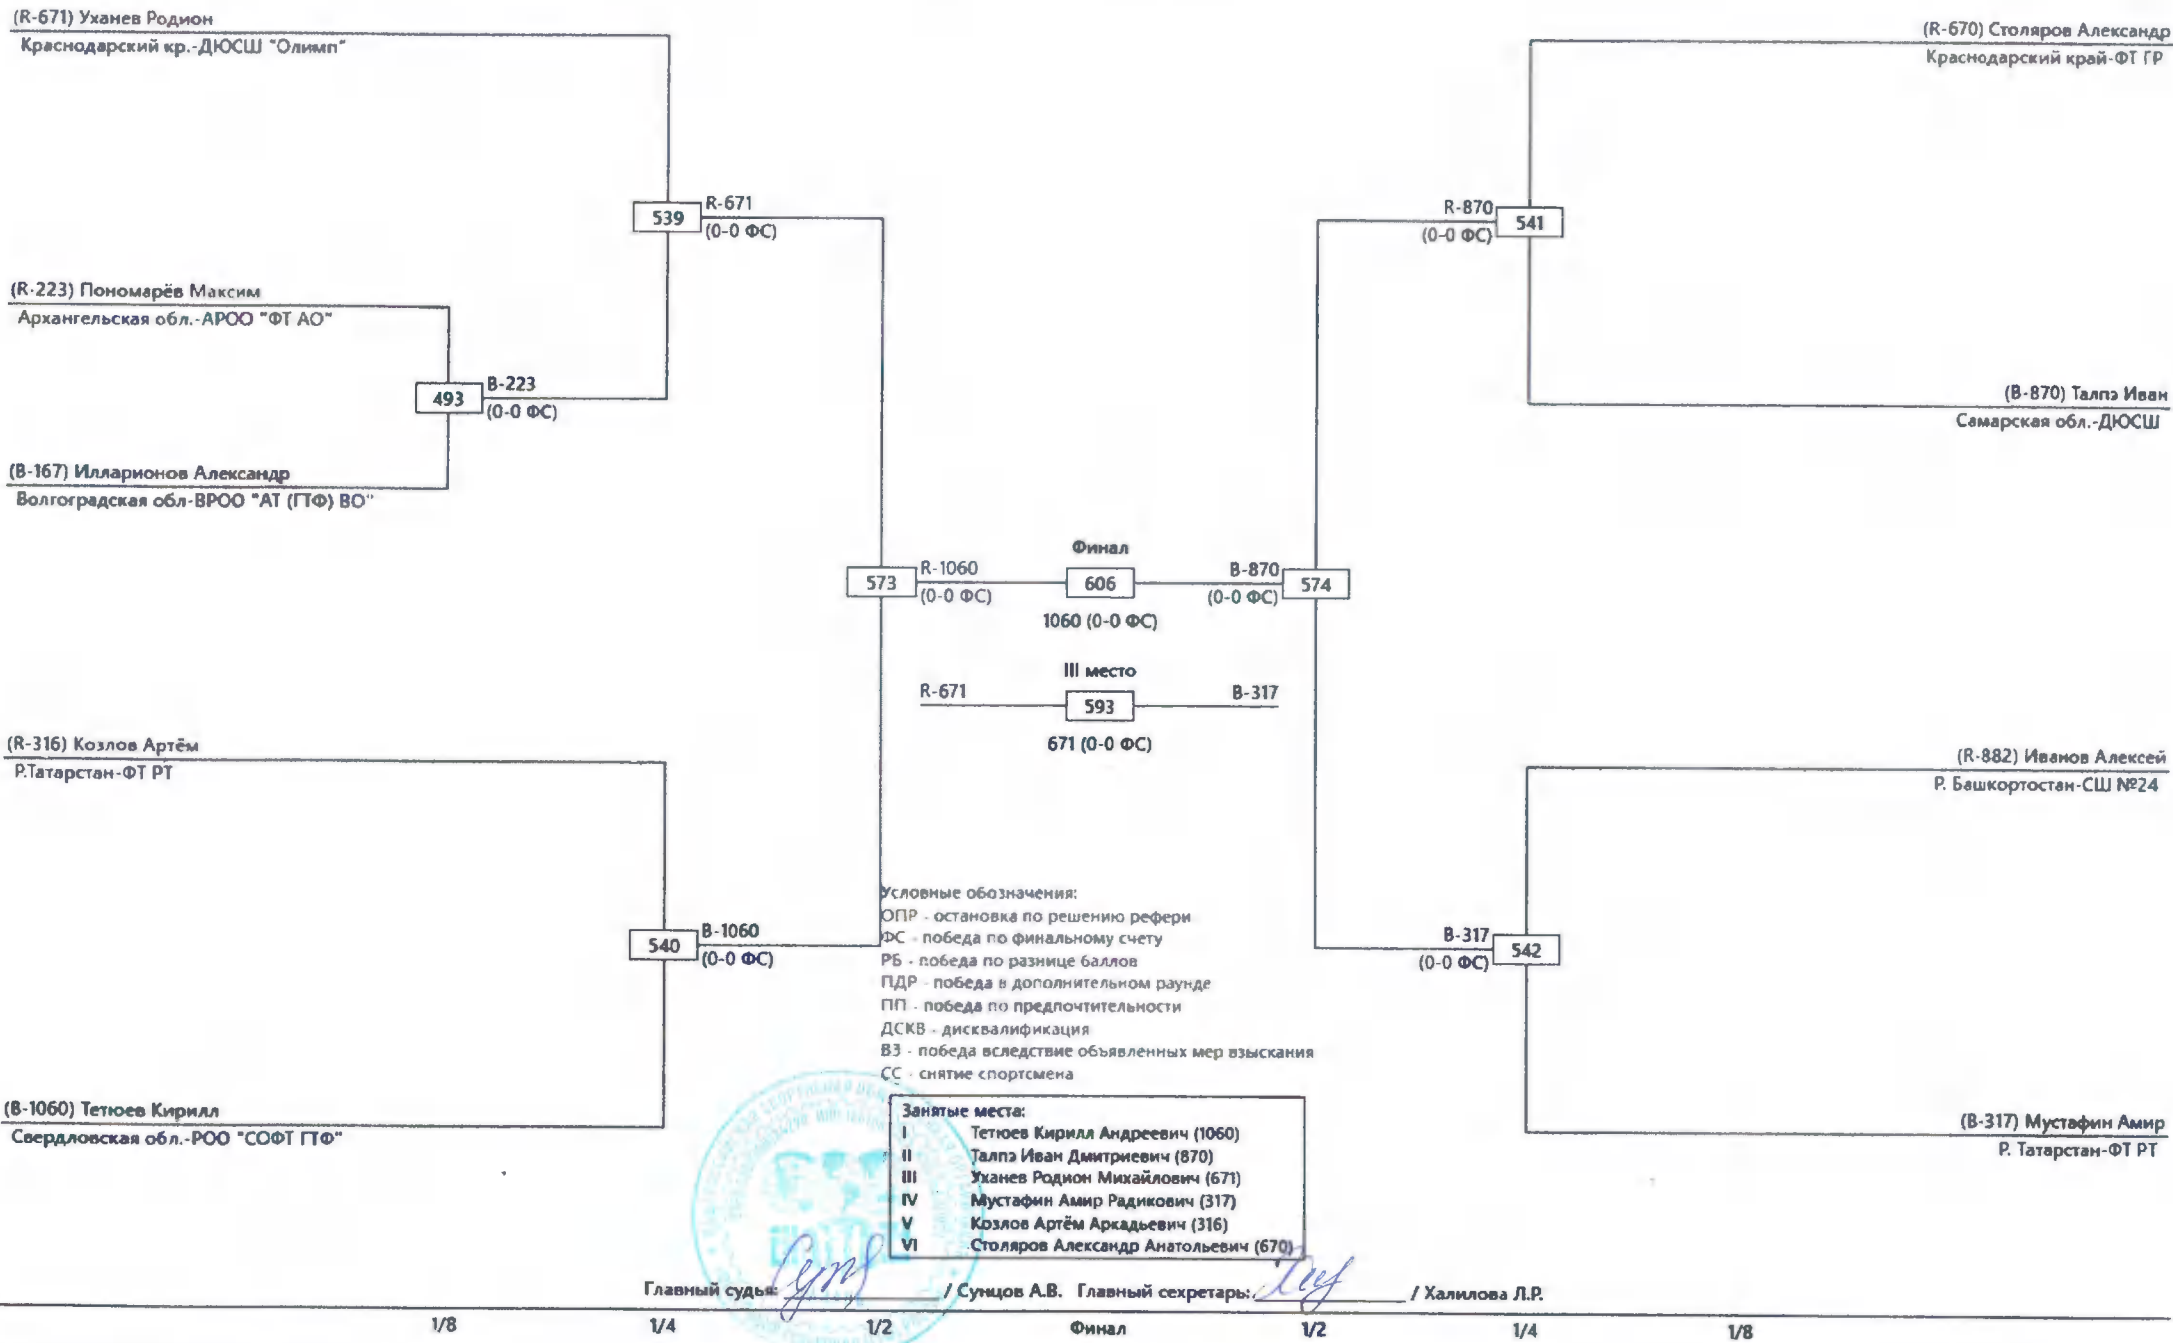 (R-671) Уханев Родион
Краснодарский кр.-ДЮСШ "Олимп"
(R-670) Столяров Александр
Краснодарский край-ФТ ГР
539
R-671
(0-0 ФС)
R-870
(0-0 ФС)
541
(R-223) Пономарёв Максим
Архангельская обл.-АРОО "ФТ АО"
493
B-223
(0-0 ФС)
(B-870) Талпэ Иван
Самарская обл.-ДЮСШ
(B-167) Илларионов Александр
Волгоградская обл-ВРОО "АТ (ГТФ) ВО"
Финал
573
R-1060
(0-0 ФС)
606
B-870
(0-0 ФС)
574
1060 (0-0 ФС)
III место
R-671
593
B-317
671 (0-0 ФС)
(R-316) Козлов Артём
Р.Татарстан-ФТ РТ
(R-882) Иванов Алексей
Р. Башкортостан-СШ №24
540
B-1060
(0-0 ФС)
B-317
(0-0 ФС)
542
Условные обозначения:
ОПР - остановка по решению рефери
ФС - победа по финальному счету
РБ - победа по разнице баллов
ПДР - победа в дополнительном раунде
ПП - победа по предпочтительности
ДСКВ - дисквалификация
ВЗ - победа вследствие объявленных мер взыскания
СС - снятие спортсмена
(B-1060) Тетюев Кирилл
Свердловская обл.-РОО "СОФТ ГТФ"
(B-317) Мустафин Амир
Р. Татарстан-ФТ РТ
Занятые места:
I Тетюев Кирилл Андреевич (1060)
II Талпэ Иван Дмитриевич (870)
III Уханев Родион Михайлович (671)
IV Мустафин Амир Радикович (317)
V Козлов Артём Аркадьевич (316)
VI Столяров Александр Анатольевич (670)
Главный судья: / Сунцов А.В. Главный секретарь: / Халилова Л.Р.
1/8 1/4 1/2 Финал 1/2 1/4 1/8